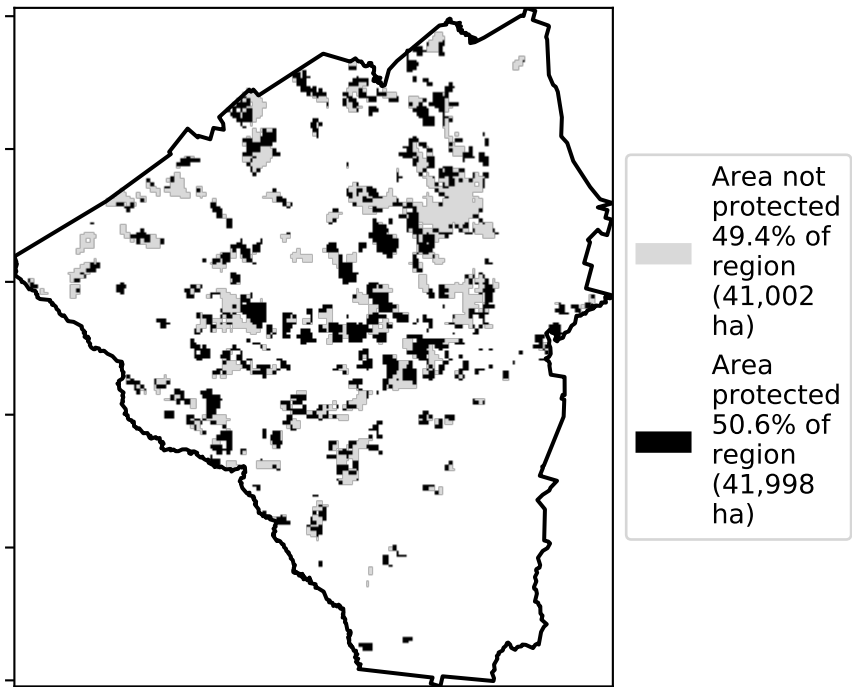 Area not
protected
49.4% of
region
(41,002
ha)
Area
protected
50.6% of
region
(41,998
ha)